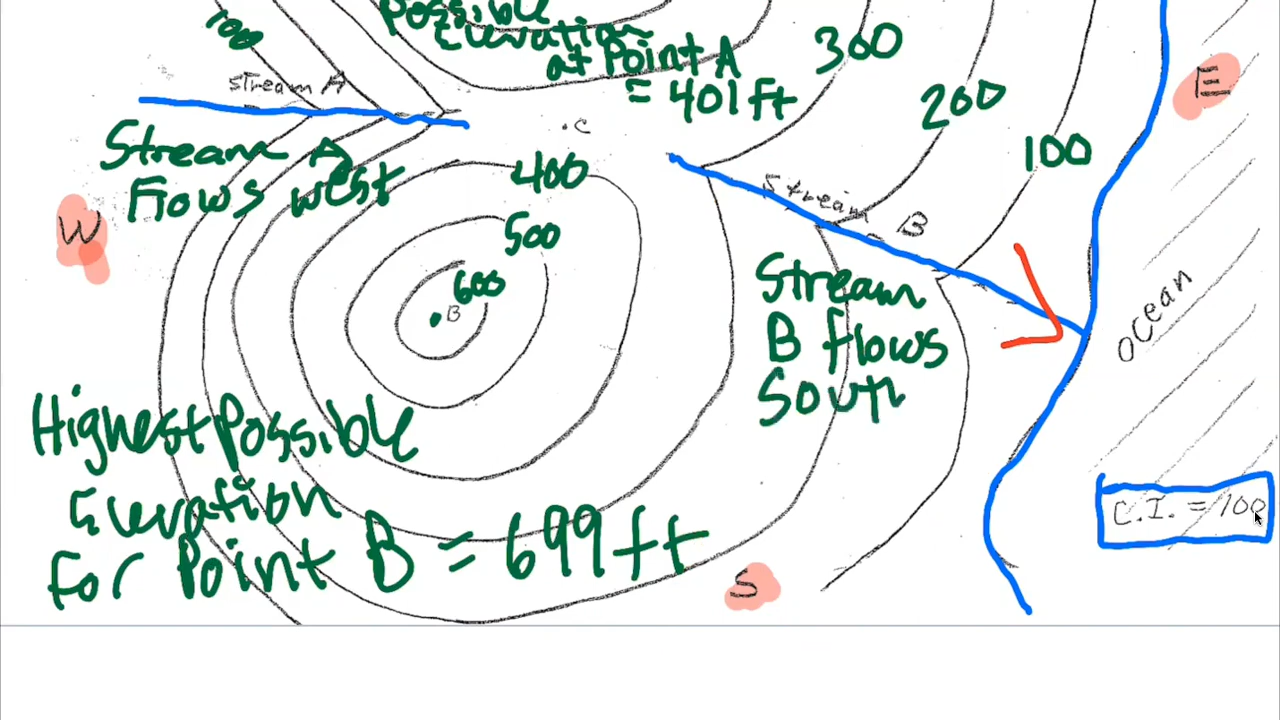 100
Possible
Elevation
at Point A
= 401 ft
300
200
100
E
stream A
Stream A
Flows west
.C
400
500
600
B
W
Stream B
Stream
B flows
South
Ocean
Highest Possible
Elevation
for Point B = 699 ft
S
C.I. = 100